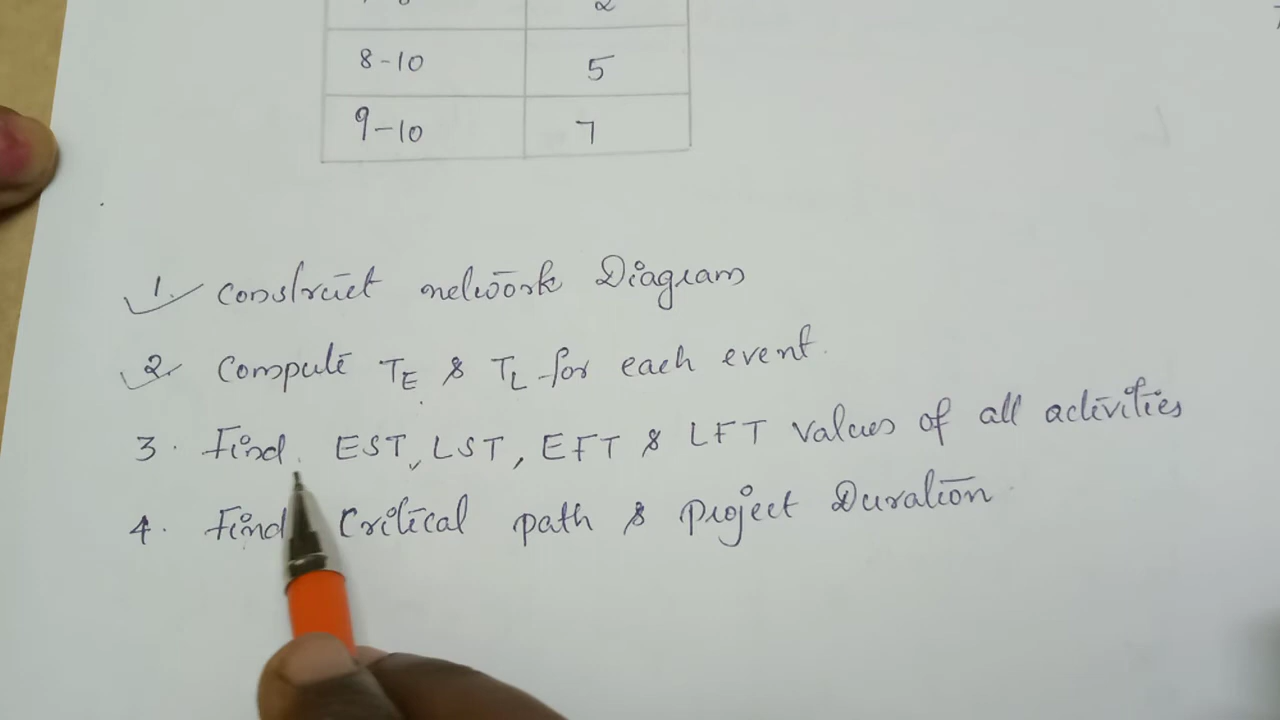 2
8-10 5
9-10 7
1. Construct network Diagram
2. Compute TE & TL for each event.
3. Find EST, LST, EFT & LFT values of all activities
4. Find Critical path & Project Duration